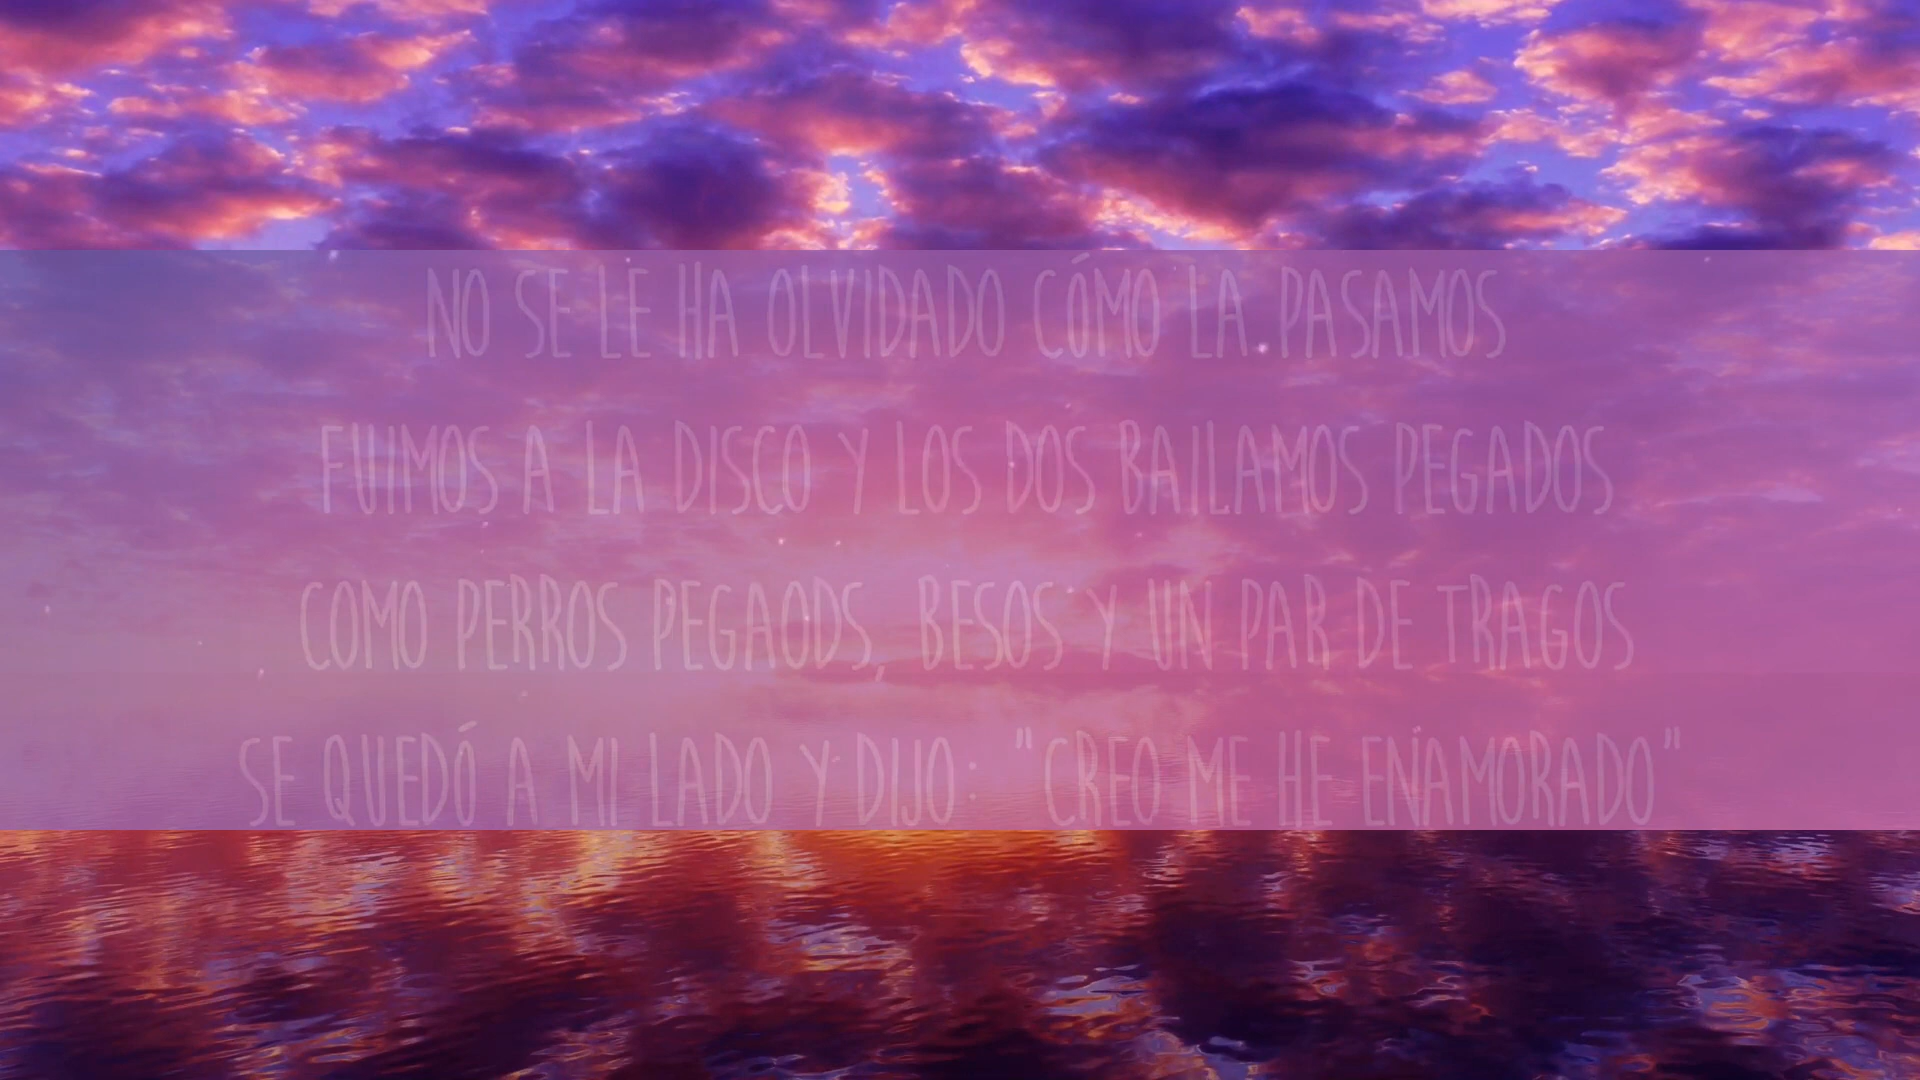 NO SE LE HA OLVIDADO CÓMO LA PASAMOS
FUIMOS A LA DISCO Y LOS DOS BAILAMOS PEGADOS
COMO PERROS PEGAODS, BESOS Y UN PAR DE TRAGOS
SE QUEDÓ A MI LADO Y DIJO: "CREO ME HE ENAMORADO"